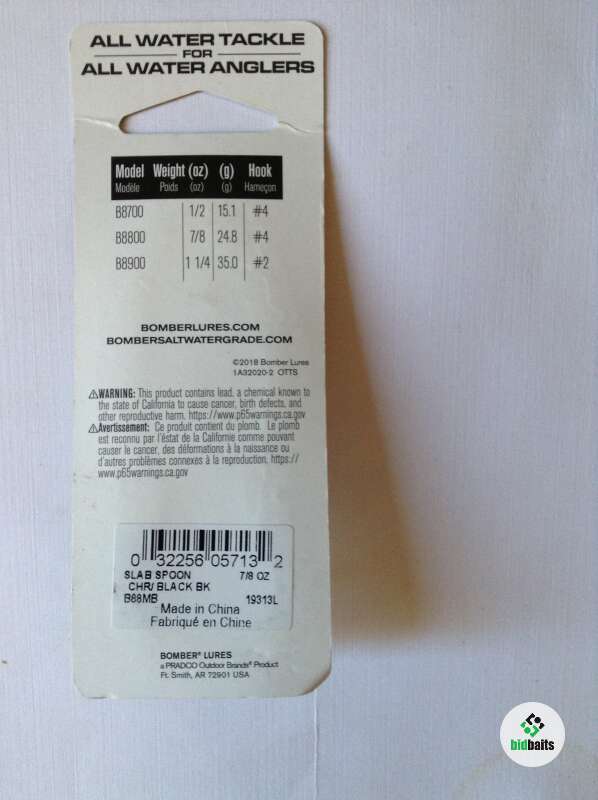 ALL WATER TACKLE
FOR
ALL WATER ANGLERS
Model Weight (oz) (g) Hook
Modèle Poids (oz) (g) Hameçon
B8700 1/2 15.1 #4
B8800 7/8 24.8 #4
B8900 1 1/4 35.0 #2
BOMBERLURES.COM
BOMBERSALTWATERGRADE.COM
©2018 Bomber Lures
1A32020-2 OTTS
⚠WARNING: This product contains lead, a chemical known to
the state of California to cause cancer, birth defects, and
other reproductive harm. https://www.p65warnings.ca.gov
⚠Avertissement: Ce produit contient du plomb. Le plomb
est reconnu par l'état de la Californie comme pouvant
causer le cancer, des déformations à la naissance ou
d'autres problèmes connexes à la reproduction. https://
www.p65warnings.ca.gov
0 32256 05713 2
SLAB SPOON 7/8 OZ
CHR/ BLACK BK
B88MB 19313L
Made in China
Fabriqué en Chine
BOMBER® LURES
a PRADCO Outdoor Brands® Product
Ft. Smith, AR 72901 USA
bidbaits